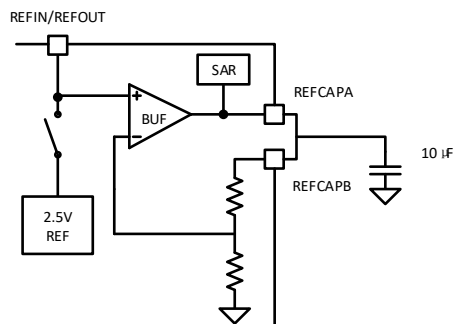 REFIN/REFOUT
SAR
REFCAPA
+
BUF
−
10 µF
REFCAPB
2.5V
REF